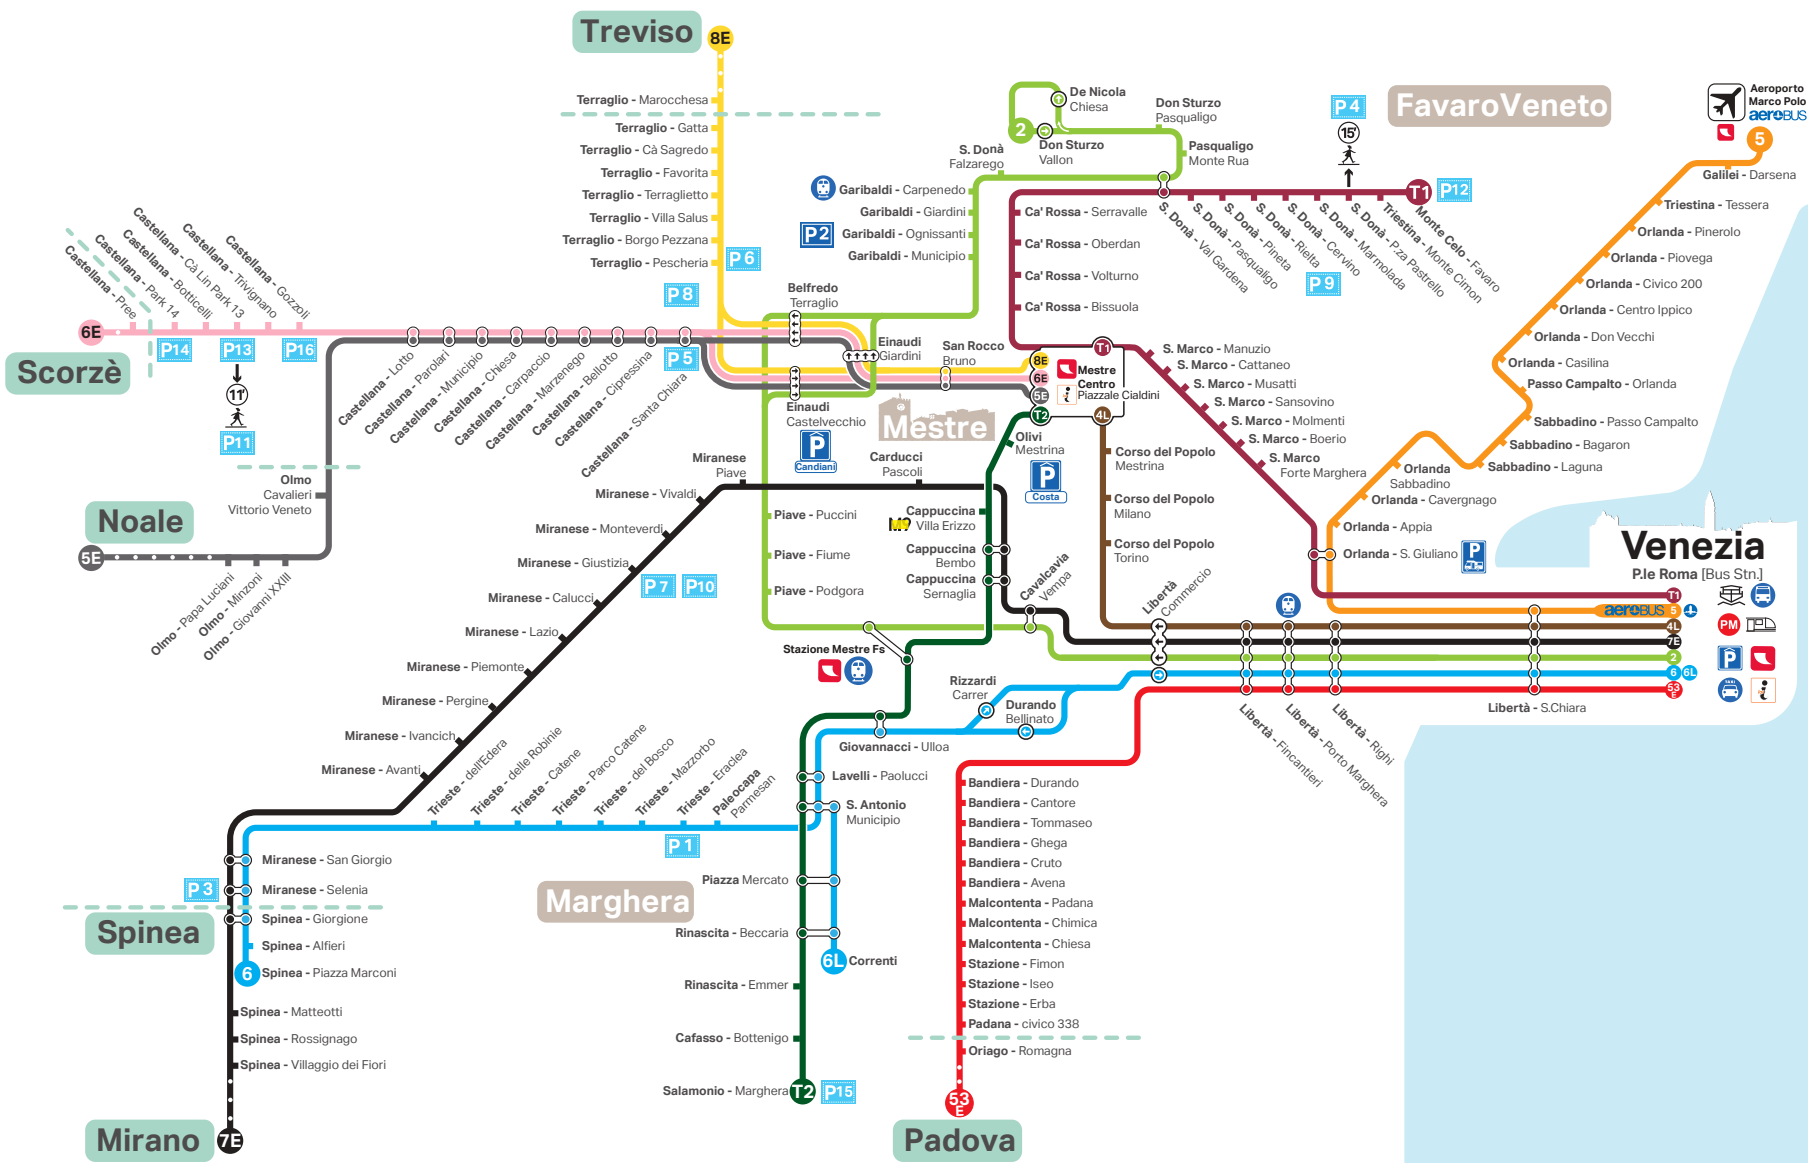 Treviso
8E
Terraglio - Marocchesa
Terraglio - Gatta
Terraglio - Cà Sagredo
Terraglio - Favorita
Terraglio - Terraglietto
Terraglio - Villa Salus
Terraglio - Borgo Pezzana
Terraglio - Pescheria
P 6
P 8
P 5
Belfredo
Terraglio
De Nicola
Chiesa
2
Don Sturzo
Vallon
Don Sturzo
Pasqualigo
Pasqualigo
Monte Rua
S. Donà
Falzarego
Garibaldi - Carpenedo
Garibaldi - Giardini
Garibaldi - Ognissanti
Garibaldi - Municipio
P 2
P 4
15'
FavaroVeneto
Aeroporto
Marco Polo
aeroBUS
5
Galilei - Darsena
Triestina - Tessera
Orlanda - Pinerolo
Orlanda - Piovega
Orlanda - Civico 200
Orlanda - Centro Ippico
Orlanda - Don Vecchi
Orlanda - Casilina
Passo Campalto - Orlanda
Sabbadino - Passo Campalto
Sabbadino - Bagaron
Sabbadino - Laguna
Orlanda
Sabbadino
Orlanda - Cavergnago
Orlanda - Appia
Orlanda - S. Giuliano
P
T1
P12
Monte Celo - Favaro
Triestina - Monte Cimon
S. Donà - P.zza Pastrello
S. Donà - Marmolada
S. Donà - Cervino
S. Donà - Rielta
S. Donà - Pineta
S. Donà - Pasqualigo
S. Donà - Val Gardena
P 9
Ca' Rossa - Serravalle
Ca' Rossa - Oberdan
Ca' Rossa - Volturno
Ca' Rossa - Bissuola
Castellana - Pree
Castellana - Park 14
Castellana - Botticelli
Castellana - Cà Lin Park 13
Castellana - Trivignano
Castellana - Gozzoli
6E
Scorzè
P14
P13
P16
11'
P11
Castellana - Lotto
Castellana - Parolari
Castellana - Municipio
Castellana - Chiesa
Castellana - Carpaccio
Castellana - Marzenego
Castellana - Bellotto
Castellana - Cipressina
Castellana - Santa Chiara
Einaudi
Giardini
San Rocco
Bruno
Einaudi
Castelvecchio
P
Candiani
Mestre
T1
8E
6E
5E
T2
4L
Mestre
Centro
Piazzale Cialdini
S. Marco - Manuzio
S. Marco - Cattaneo
S. Marco - Musatti
S. Marco - Sansovino
S. Marco - Molmenti
S. Marco - Boerio
S. Marco
Forte Marghera
Olivi
Mestrina
P
Costa
Corso del Popolo
Mestrina
Corso del Popolo
Milano
Corso del Popolo
Torino
Olmo
Cavalieri
Vittorio Veneto
Noale
5E
Olmo - Papa Luciani
Olmo - Minzoni
Olmo - Giovanni XXIII
Miranese
Piave
Carducci
Pascoli
Miranese - Vivaldi
Miranese - Monteverdi
Miranese - Giustizia
Miranese - Calucci
Miranese - Lazio
Miranese - Piemonte
Miranese - Pergine
Miranese - Ivancich
Miranese - Avanti
P 7
P10
Piave - Puccini
Piave - Fiume
Piave - Podgora
M9
Cappuccina
Villa Erizzo
Cappuccina
Bembo
Cappuccina
Sernaglia
Cavalcavia
Vempa
Libertà
Commercio
Stazione Mestre Fs
Rizzardi
Carrer
Durando
Bellinato
Giovannacci - Ulloa
Libertà - Fincantieri
Libertà - Porto Marghera
Libertà - Righi
Libertà - S.Chiara
Venezia
P.le Roma [Bus Stn.]
T1
aeroBUS
5
4L
7E
2
6
6L
53
E
PM
P
TAXI
Trieste - dell'Edera
Trieste - delle Robinie
Trieste - Catene
Trieste - Parco Catene
Trieste - del Bosco
Trieste - Mazzorbo
Trieste - Eraclea
Paleocapa
Parmesan
P 1
Lavelli - Paolucci
S. Antonio
Municipio
Piazza Mercato
Rinascita - Beccaria
6L
Correnti
Rinascita - Emmer
Cafasso - Bottenigo
Salamonio - Marghera
T2
P15
Marghera
Miranese - San Giorgio
P 3
Miranese - Selenia
Spinea
Spinea - Giorgione
Spinea - Alfieri
6
Spinea - Piazza Marconi
Spinea - Matteotti
Spinea - Rossignago
Spinea - Villaggio dei Fiori
Mirano
7E
Bandiera - Durando
Bandiera - Cantore
Bandiera - Tommaseo
Bandiera - Ghega
Bandiera - Cruto
Bandiera - Avena
Malcontenta - Padana
Malcontenta - Chimica
Malcontenta - Chiesa
Stazione - Fimon
Stazione - Iseo
Stazione - Erba
Padana - civico 338
Oriago - Romagna
53
E
Padova